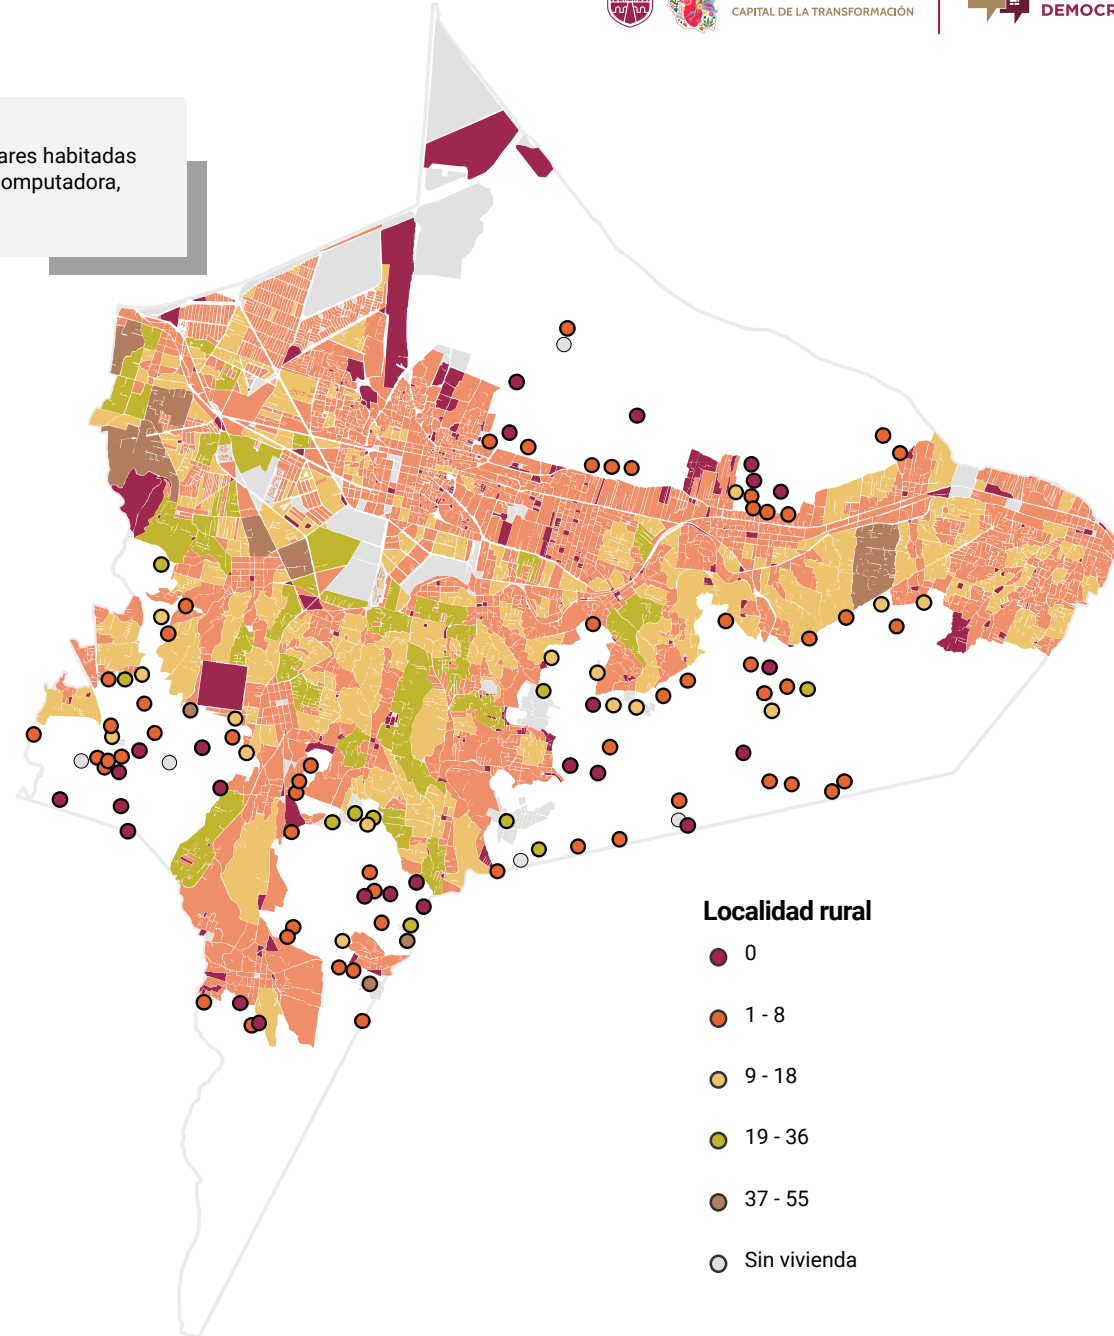 CAPITAL DE LA TRANSFORMACIÓN
ares habitadas
omputadora,
Localidad rural
0
1 - 8
9 - 18
19 - 36
37 - 55
Sin vivienda